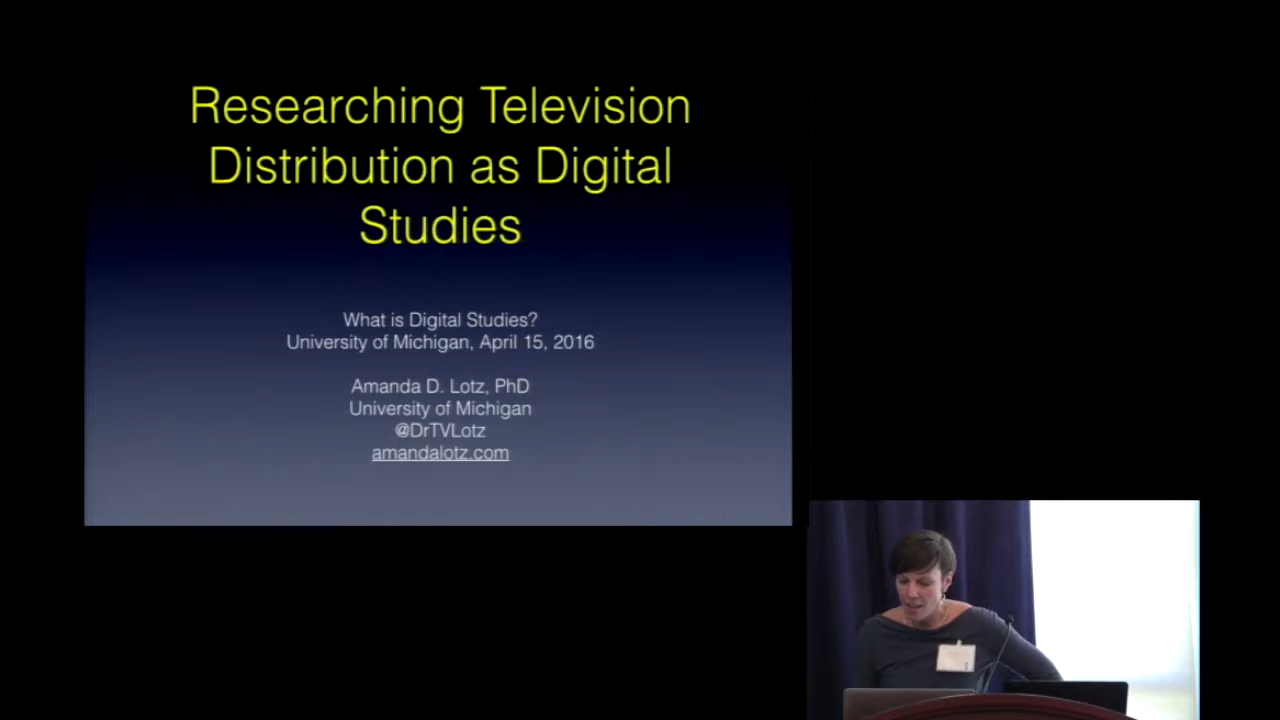 Researching Television
Distribution as Digital
Studies
What is Digital Studies?
University of Michigan, April 15, 2016
Amanda D. Lotz, PhD
University of Michigan
@DrTVLotz
amandalotz.com